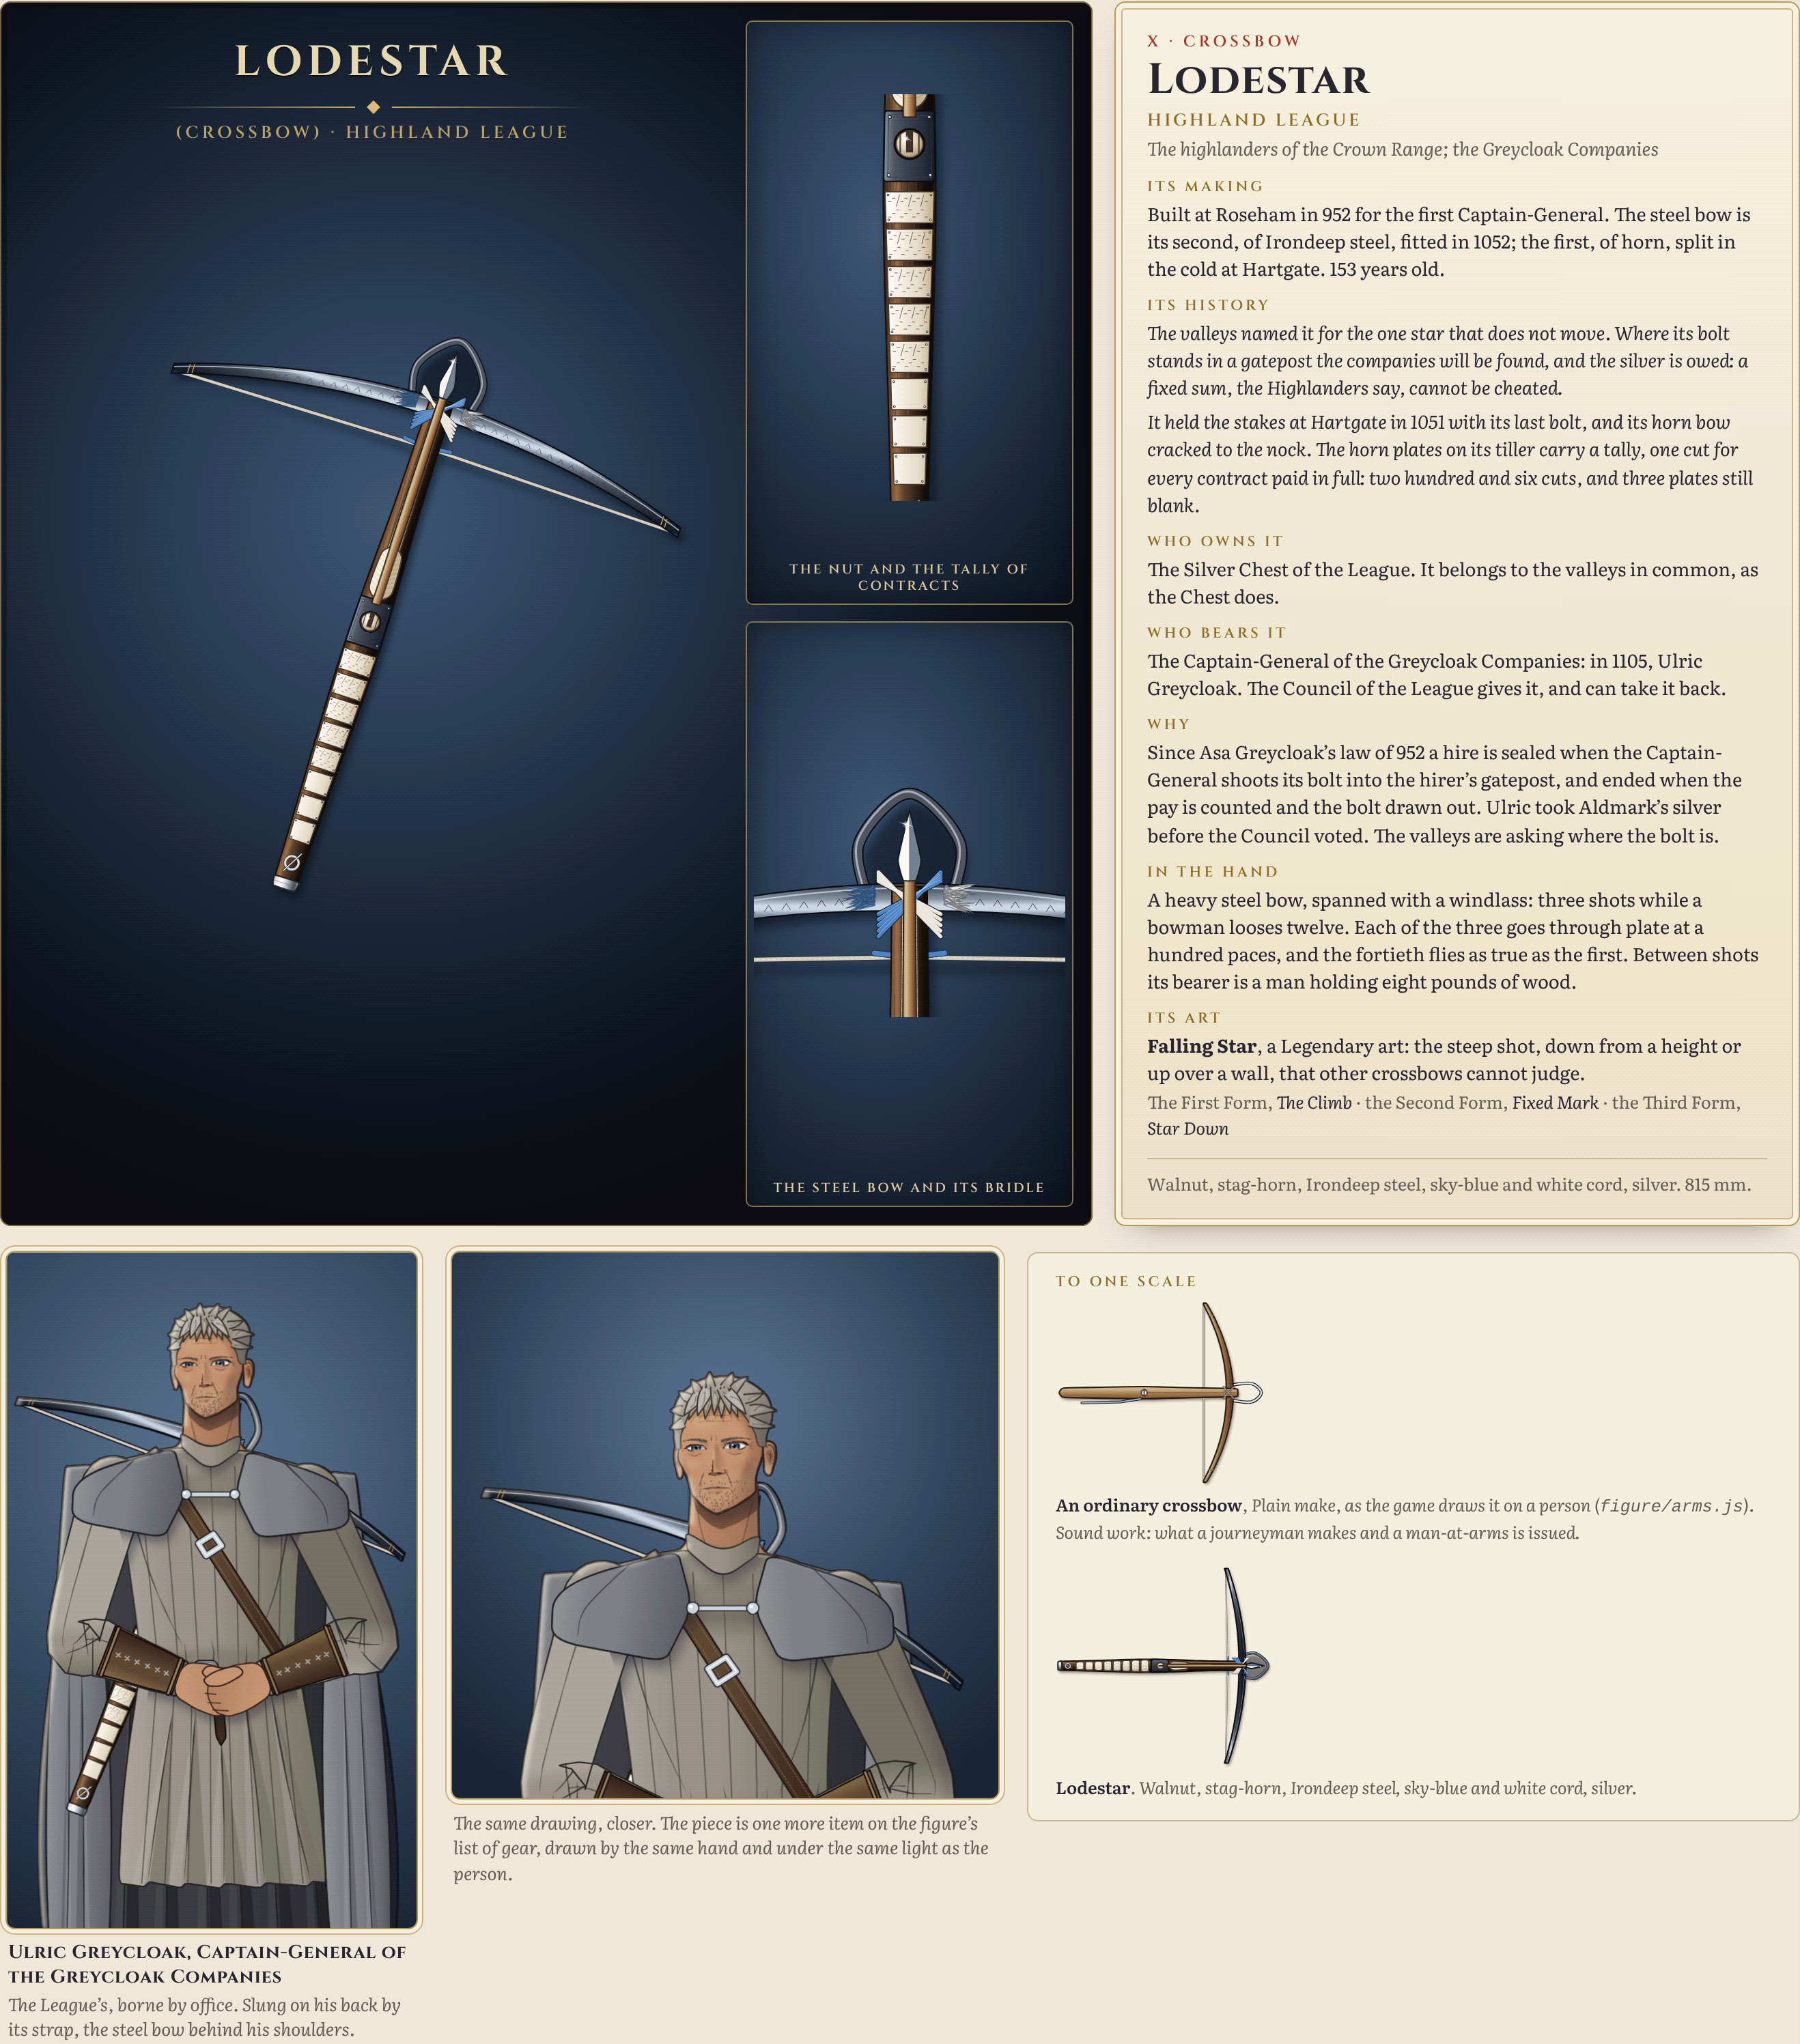 LODESTAR
(CROSSBOW) · HIGHLAND LEAGUE
THE NUT AND THE TALLY OF
CONTRACTS
THE STEEL BOW AND ITS BRIDLE
X · CROSSBOW
LODESTAR
HIGHLAND LEAGUE
The highlanders of the Crown Range; the Greycloak Companies
ITS MAKING
Built at Roseham in 952 for the first Captain-General. The steel bow is
its second, of Irondeep steel, fitted in 1052; the first, of horn, split in
the cold at Hartgate. 153 years old.
ITS HISTORY
The valleys named it for the one star that does not move. Where its bolt
stands in a gatepost the companies will be found, and the silver is owed: a
fixed sum, the Highlanders say, cannot be cheated.
It held the stakes at Hartgate in 1051 with its last bolt, and its horn bow
cracked to the nock. The horn plates on its tiller carry a tally, one cut for
every contract paid in full: two hundred and six cuts, and three plates still
blank.
WHO OWNS IT
The Silver Chest of the League. It belongs to the valleys in common, as
the Chest does.
WHO BEARS IT
The Captain-General of the Greycloak Companies: in 1105, Ulric
Greycloak. The Council of the League gives it, and can take it back.
WHY
Since Asa Greycloak's law of 952 a hire is sealed when the Captain-
General shoots its bolt into the hirer's gatepost, and ended when the
pay is counted and the bolt drawn out. Ulric took Aldmark's silver
before the Council voted. The valleys are asking where the bolt is.
IN THE HAND
A heavy steel bow, spanned with a windlass: three shots while a
bowman looses twelve. Each of the three goes through plate at a
hundred paces, and the fortieth flies as true as the first. Between shots
its bearer is a man holding eight pounds of wood.
ITS ART
Falling Star, a Legendary art: the steep shot, down from a height or
up over a wall, that other crossbows cannot judge.
The First Form, The Climb · the Second Form, Fixed Mark · the Third Form,
Star Down
Walnut, stag-horn, Irondeep steel, sky-blue and white cord, silver. 815 mm.
ULRIC GREYCLOAK, CAPTAIN-GENERAL OF
THE GREYCLOAK COMPANIES
The League's, borne by office. Slung on his back by
its strap, the steel bow behind his shoulders.
The same drawing, closer. The piece is one more item on the figure's
list of gear, drawn by the same hand and under the same light as the
person.
TO ONE SCALE
An ordinary crossbow, Plain make, as the game draws it on a person (figure/arms.js).
Sound work: what a journeyman makes and a man-at-arms is issued.
Lodestar. Walnut, stag-horn, Irondeep steel, sky-blue and white cord, silver.